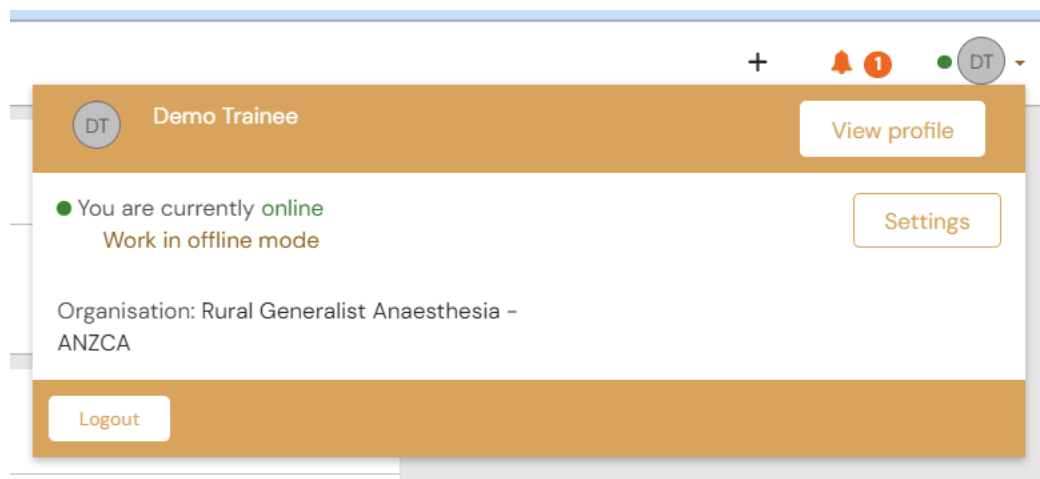 + 1 DT
DT Demo Trainee View profile
You are currently online Settings
Work in offline mode
Organisation: Rural Generalist Anaesthesia –
ANZCA
Logout